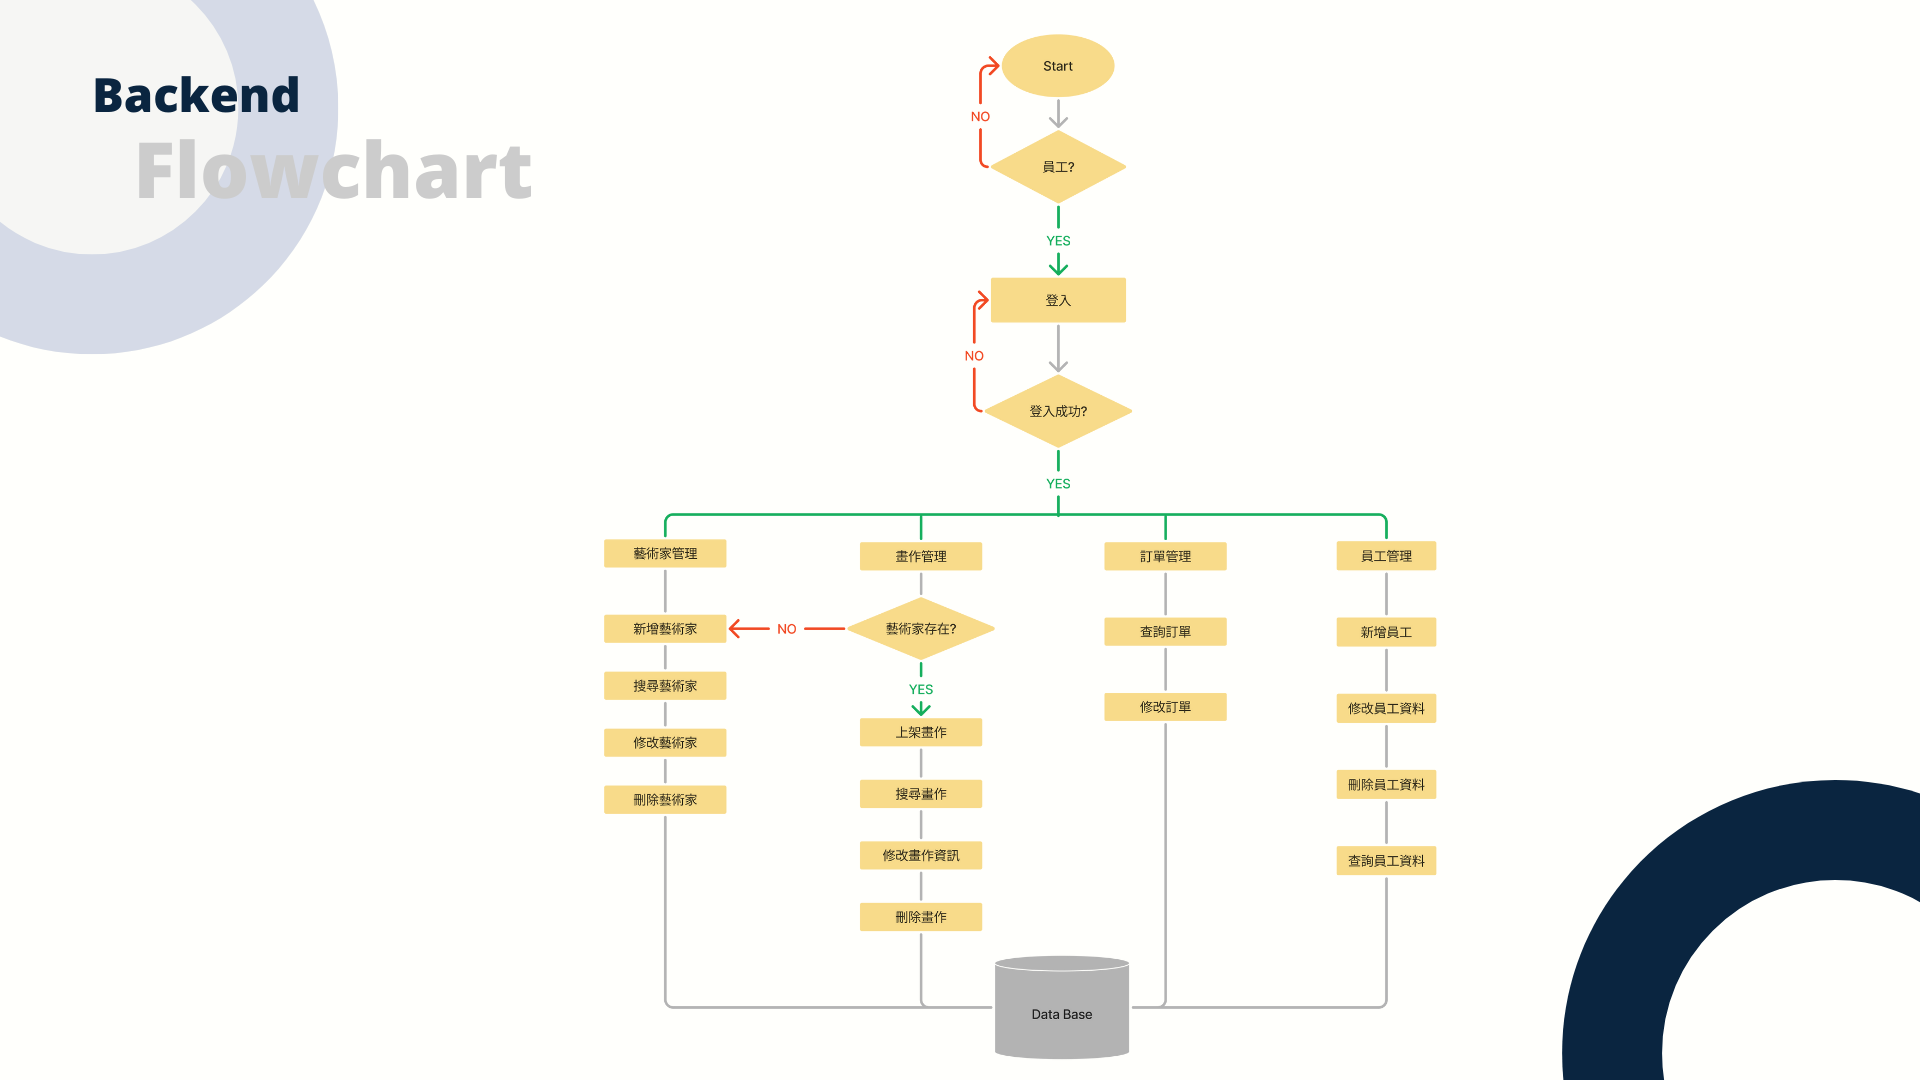 Backend
Flowchart
Start
NO
員工?
YES
登入
NO
登入成功?
YES
藝術家管理
新增藝術家
搜尋藝術家
修改藝術家
刪除藝術家
畫作管理
藝術家存在?
NO
YES
上架畫作
搜尋畫作
修改畫作資訊
刪除畫作
訂單管理
查詢訂單
修改訂單
員工管理
新增員工
修改員工資料
刪除員工資料
查詢員工資料
Data Base